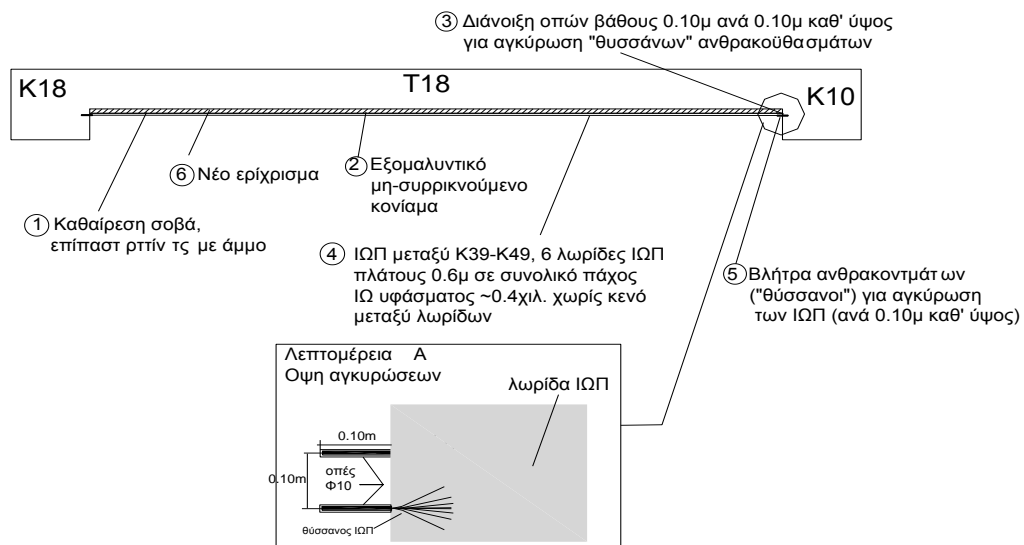 ③ Διάνοιξη οπών βάθους 0.10μ ανά 0.10μ καθ' ύψος
για αγκύρωση "θυσσάνων" ανθρακοϋθασμάτων
K18
T18
K10
⑥ Νέο ερίχρισμα
② Εξομαλυντικό
μη-συρρικνούμενο
κονίαμα
① Καθαίρεση σοβά,
επίπαστ ρττίν τς με άμμο
④ ΙΩΠ μεταξύ Κ39-Κ49, 6 λωρίδες ΙΩΠ
πλάτους 0.6μ σε συνολικό πάχος
ΙΩ υφάσματος ~0.4χιλ. χωρίς κενό
μεταξύ λωρίδων
⑤ Βλήτρα ανθρακοντμάτων
("θύσσανοι") για αγκύρωση
των ΙΩΠ (ανά 0.10μ καθ' ύψος)
Λεπτομέρεια Α
Οψη αγκυρώσεων
λωρίδα ΙΩΠ
0.10m
0.10m
οπές
Φ10
θύσσανος ΙΩΠ